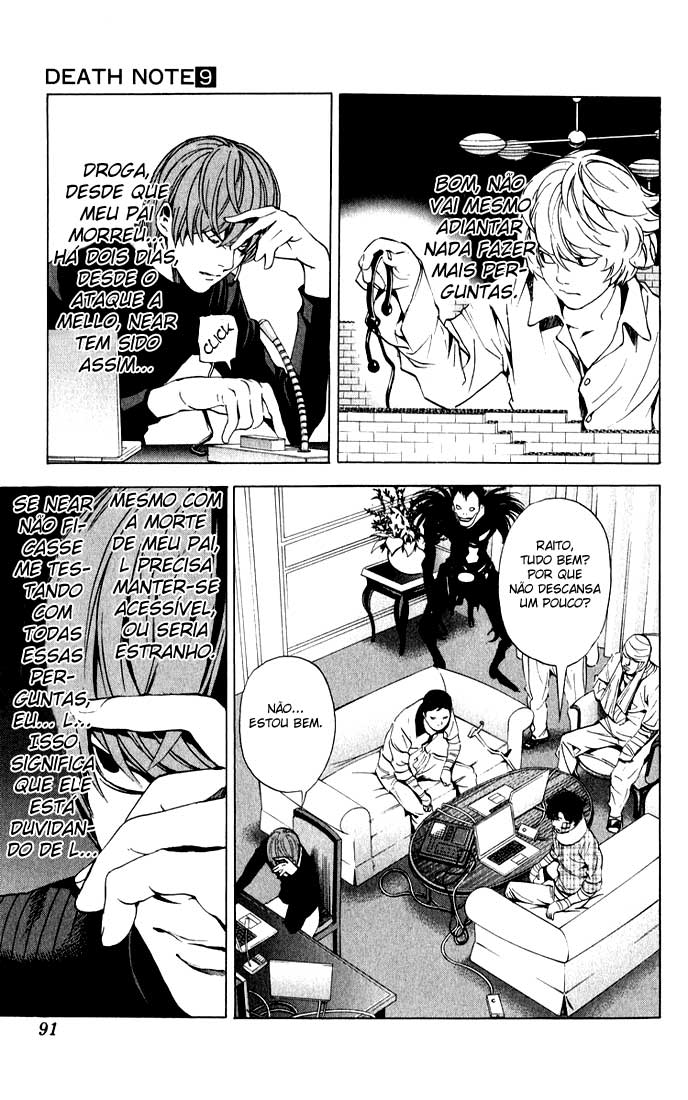 DEATH NOTE 9
BOM, NÃO
VAI MESMO
ADIANTAR
NADA FAZER
MAIS PER-
GUNTAS.
DROGA,
DESDE QUE
MEU PAI
MORREU...
HÁ DOIS DIAS,
DESDE O
ATAQUE A
MELLO, NEAR
TEM SIDO
ASSIM...
CLICK
RAITO,
TUDO BEM?
POR QUE
NÃO DESCANSA
UM POUCO?
NÃO...
ESTOU BEM.
MESMO COM
A MORTE
DE MEU PAI,
L PRECISA
MANTER-SE
ACESSÍVEL,
OU SERIA
ESTRANHO.
SE NEAR
NÃO FI-
CASSE
ME TES-
TANDO
COM
TODAS
ESSAS
PER-
GUNTAS,
EU... L...
ISSO
SIGNIFICA
QUE ELE
ESTÁ
DUVIDAN-
DO DE L...
91